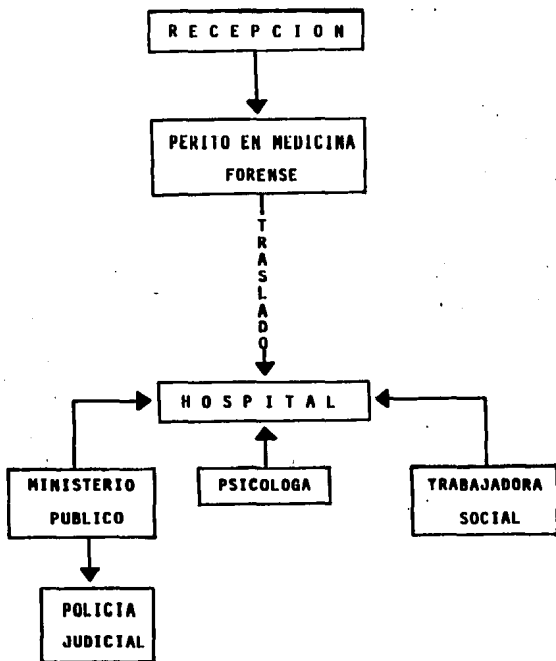 RECEPCION
PERITO EN MEDICINA
FORENSE
TRASLADO
HOSPITAL
MINISTERIO
PUBLICO
PSICOLOGA
TRABAJADORA
SOCIAL
POLICIA
JUDICIAL